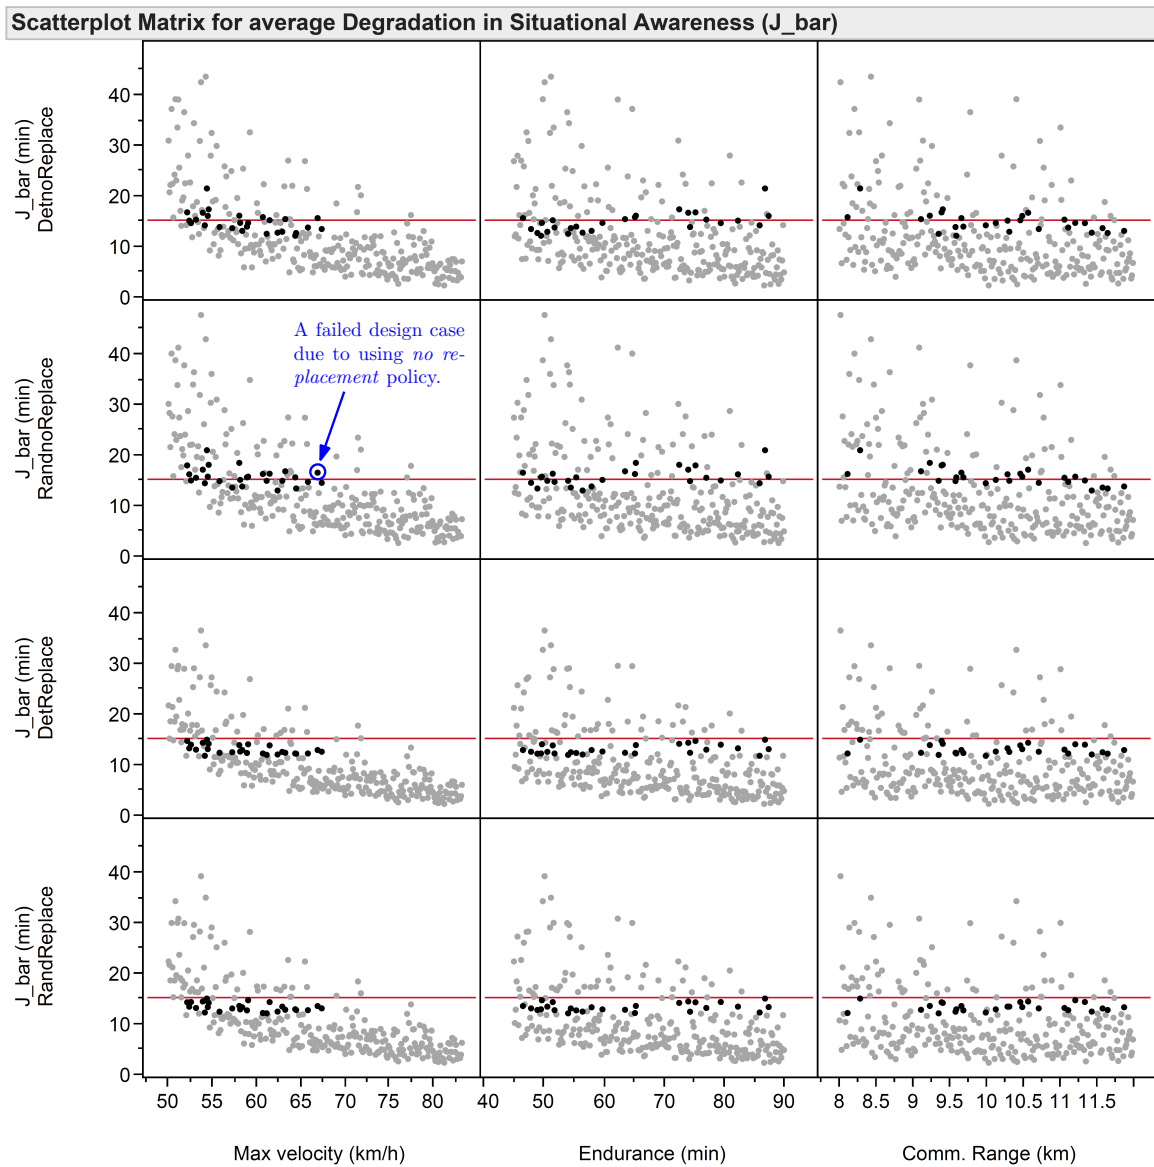 Scatterplot Matrix for average Degradation in Situational Awareness (J_bar)
J_bar (min)
DetnoReplace
40
30
20
10
0
J_bar (min)
RandnoReplace
40
30
20
10
0
A failed design case
due to using no re-
placement policy.
J_bar (min)
DetReplace
40
30
20
10
0
J_bar (min)
RandReplace
40
30
20
10
0
50 55 60 65 70 75 80
40 50 60 70 80 90
8 8.5 9 9.5 10 10.5 11 11.5
Max velocity (km/h)
Endurance (min)
Comm. Range (km)